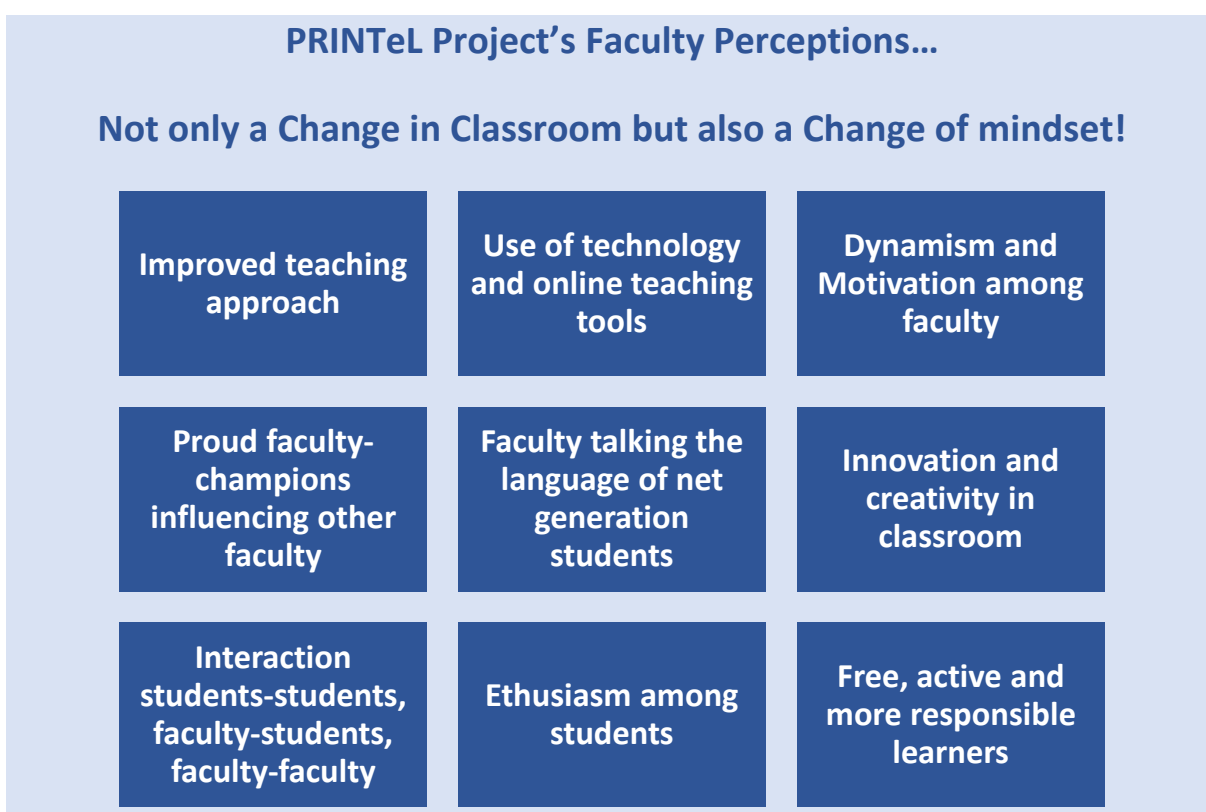 PRINTeL Project’s Faculty Perceptions…
Not only a Change in Classroom but also a Change of mindset!
Improved teaching
approach
Use of technology
and online teaching
tools
Dynamism and
Motivation among
faculty
Proud faculty-
champions
influencing other
faculty
Faculty talking the
language of net
generation
students
Innovation and
creativity in
classroom
Interaction
students-students,
faculty-students,
faculty-faculty
Ethusiasm among
students
Free, active and
more responsible
learners